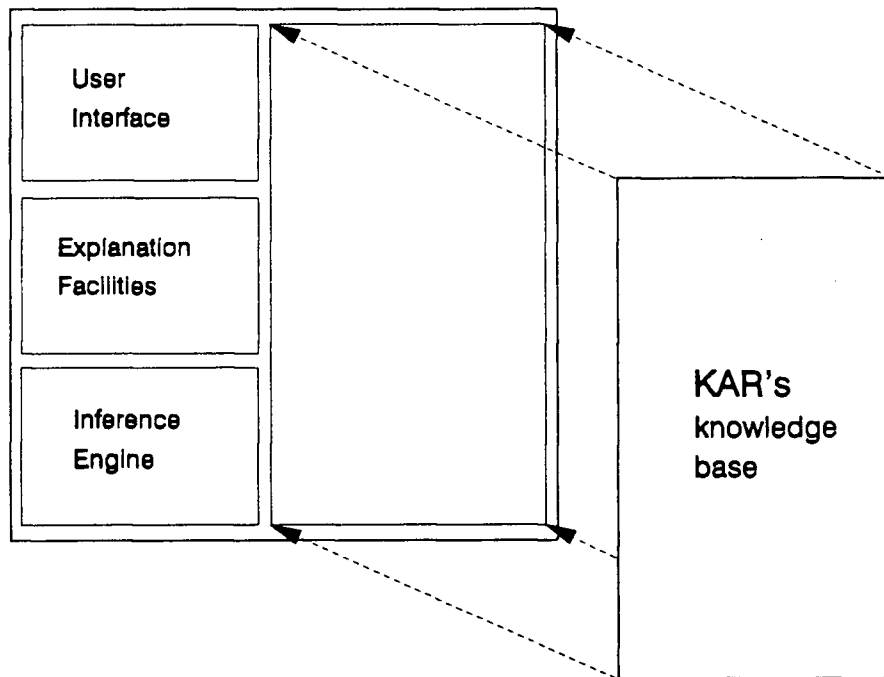 User
Interface
Explanation
Facilities
Inference
Engine
KAR's
knowledge
base